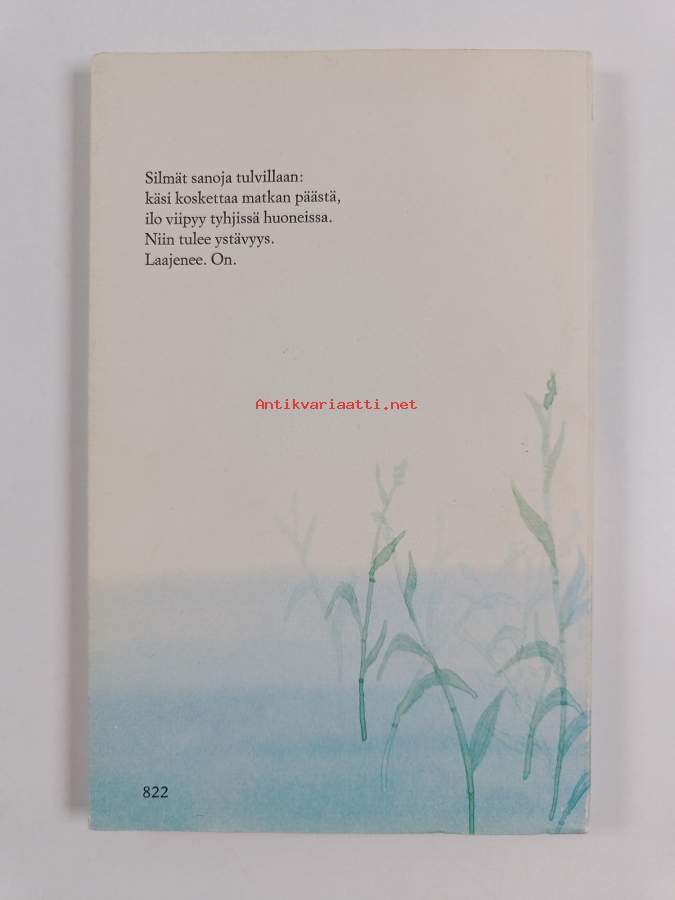 Silmät sanoja tulvillaan:
käsi koskettaa matkan päästä,
ilo viipyy tyhjissä huoneissa.
Niin tulee ystävyys.
Laajenee. On.
Antikvariaatti.net
822